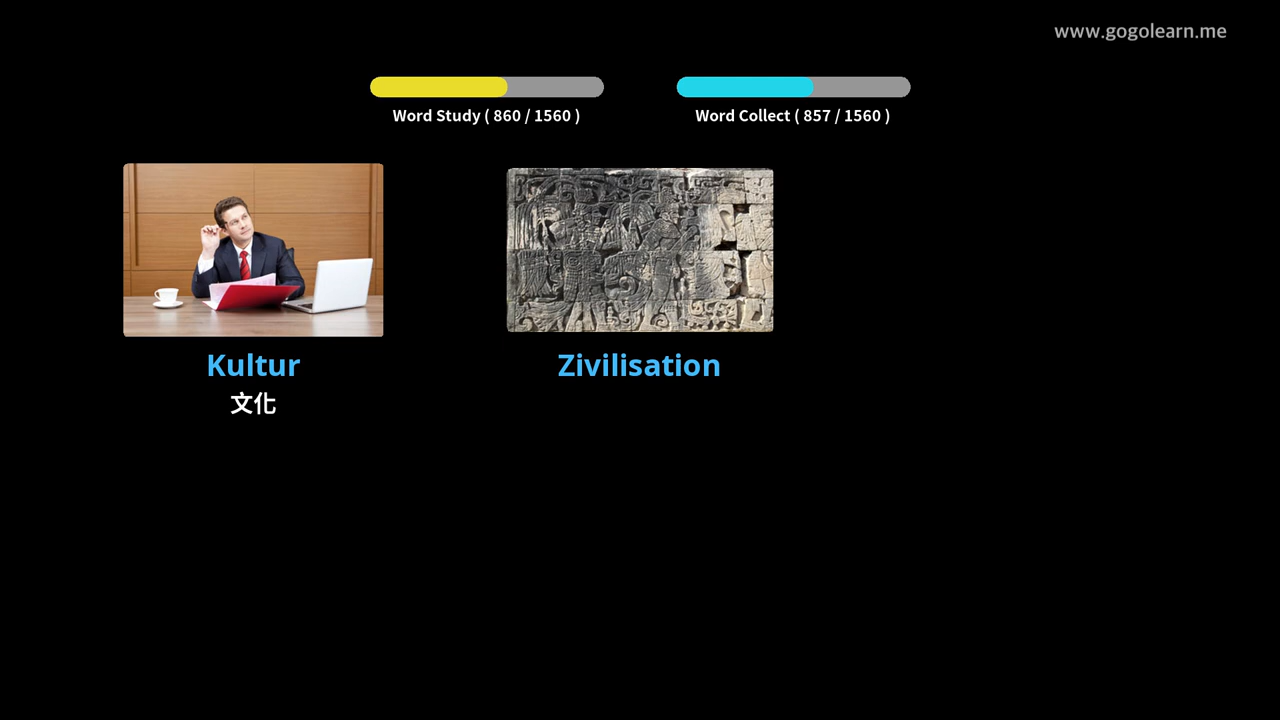 www.gogolearn.me
Word Study ( 860 / 1560 )
Word Collect ( 857 / 1560 )
Kultur
文化
Zivilisation